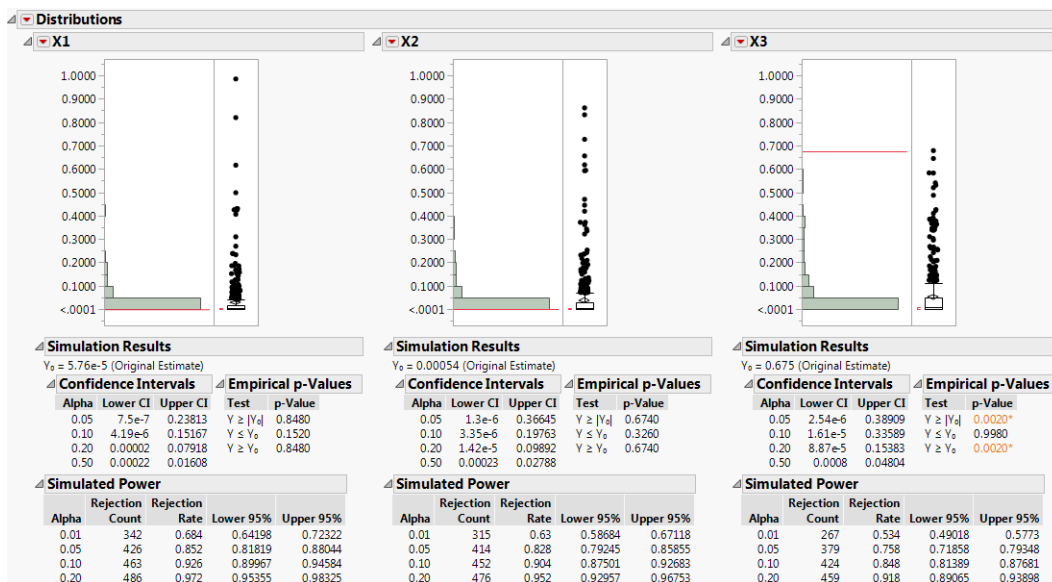 Distributions
X1
1.0000
0.9000
0.8000
0.7000
0.6000
0.5000
0.4000
0.3000
0.2000
0.1000
<.0001
Simulation Results
Y₀ = 5.76e-5 (Original Estimate)
Confidence Intervals
Alpha Lower CI Upper CI
0.05 7.5e-7 0.23813
0.10 4.19e-6 0.15167
0.20 0.00002 0.07918
0.50 0.00022 0.01608
Empirical p-Values
Test p-Value
Y ≥ |Y₀| 0.8480
Y ≤ Y₀ 0.1520
Y ≥ Y₀ 0.8480
Simulated Power
Rejection Rejection
Alpha Count Rate Lower 95% Upper 95%
0.01 342 0.684 0.64198 0.72322
0.05 426 0.852 0.81819 0.88044
0.10 463 0.926 0.89967 0.94584
0.20 486 0.972 0.95355 0.98325
X2
1.0000
0.9000
0.8000
0.7000
0.6000
0.5000
0.4000
0.3000
0.2000
0.1000
<.0001
Simulation Results
Y₀ = 0.00054 (Original Estimate)
Confidence Intervals
Alpha Lower CI Upper CI
0.05 1.3e-6 0.36645
0.10 3.35e-6 0.19763
0.20 1.42e-5 0.09892
0.50 0.00023 0.02788
Empirical p-Values
Test p-Value
Y ≥ |Y₀| 0.6740
Y ≤ Y₀ 0.3260
Y ≥ Y₀ 0.6740
Simulated Power
Rejection Rejection
Alpha Count Rate Lower 95% Upper 95%
0.01 315 0.63 0.58684 0.67118
0.05 414 0.828 0.79245 0.85855
0.10 452 0.904 0.87501 0.92683
0.20 476 0.952 0.92957 0.96753
X3
1.0000
0.9000
0.8000
0.7000
0.6000
0.5000
0.4000
0.3000
0.2000
0.1000
<.0001
Simulation Results
Y₀ = 0.675 (Original Estimate)
Confidence Intervals
Alpha Lower CI Upper CI
0.05 2.54e-6 0.38909
0.10 1.61e-5 0.33589
0.20 8.87e-5 0.15383
0.50 0.0008 0.04804
Empirical p-Values
Test p-Value
Y ≥ |Y₀| 0.0020*
Y ≤ Y₀ 0.9980
Y ≥ Y₀ 0.0020*
Simulated Power
Rejection Rejection
Alpha Count Rate Lower 95% Upper 95%
0.01 267 0.534 0.49018 0.5773
0.05 379 0.758 0.71858 0.79348
0.10 424 0.848 0.81389 0.87681
0.20 459 0.918 0.89065 0.93898